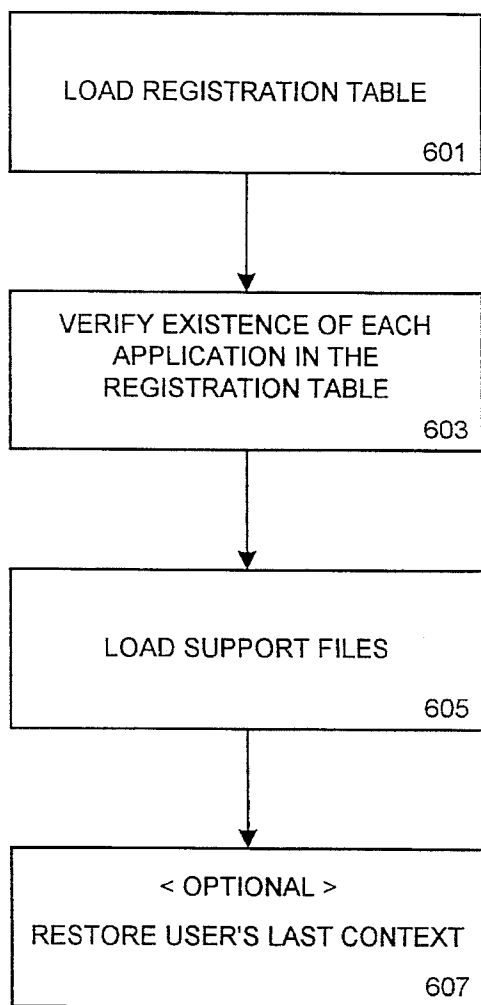 LOAD REGISTRATION TABLE
601
VERIFY EXISTENCE OF EACH
APPLICATION IN THE
REGISTRATION TABLE
603
LOAD SUPPORT FILES
605
< OPTIONAL >
RESTORE USER'S LAST CONTEXT
607